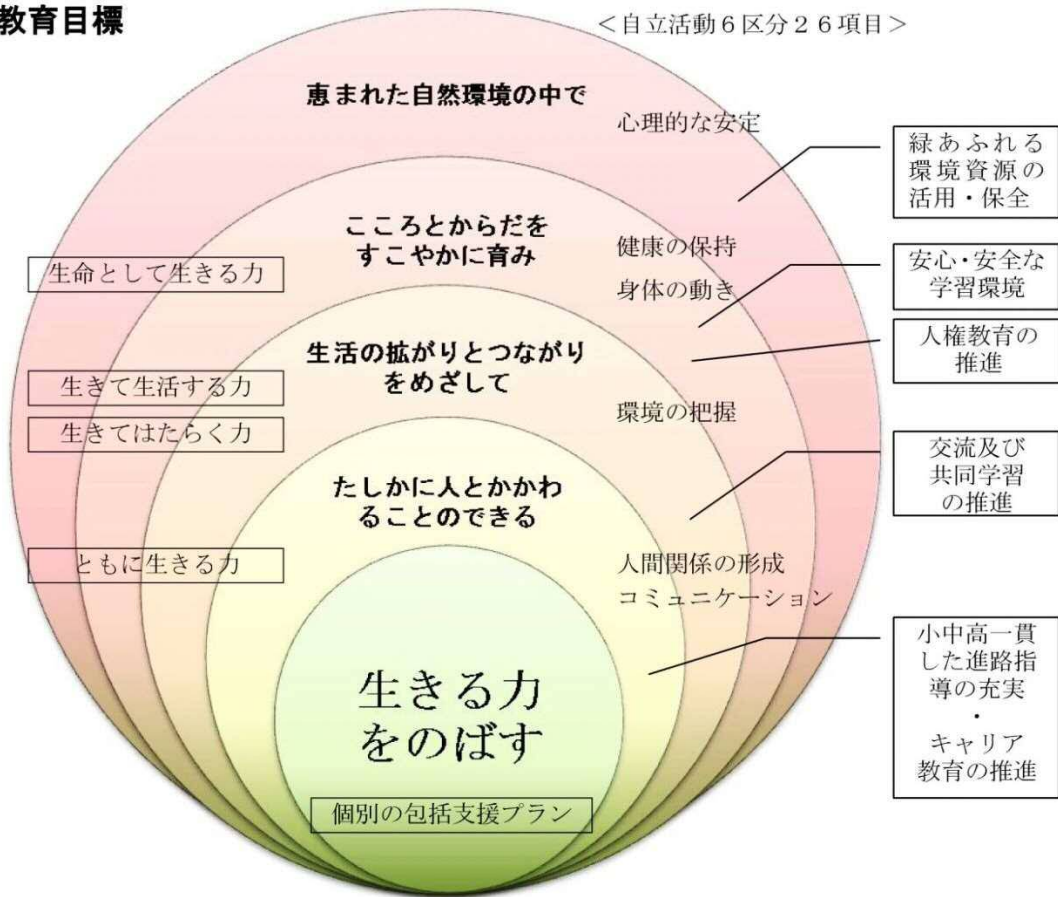 教育目標
＜自立活動６区分２６項目＞
恵まれた自然環境の中で
心理的な安定
緑あふれる
環境資源の
活用・保全
こころとからだを
すこやかに育み
健康の保持
身体の動き
生命として生きる力
安心・安全な
学習環境
生活の拡がりとつながり
をめざして
人権教育の
推進
生きて生活する力
生きてはたらく力
環境の把握
交流及び
共同学習
の推進
たしかに人とかかわ
ることのできる
ともに生きる力
人間関係の形成
コミュニケーション
小中高一貫
した進路指
導の充実
・
キャリア
教育の推進
生きる力
をのばす
個別の包括支援プラン